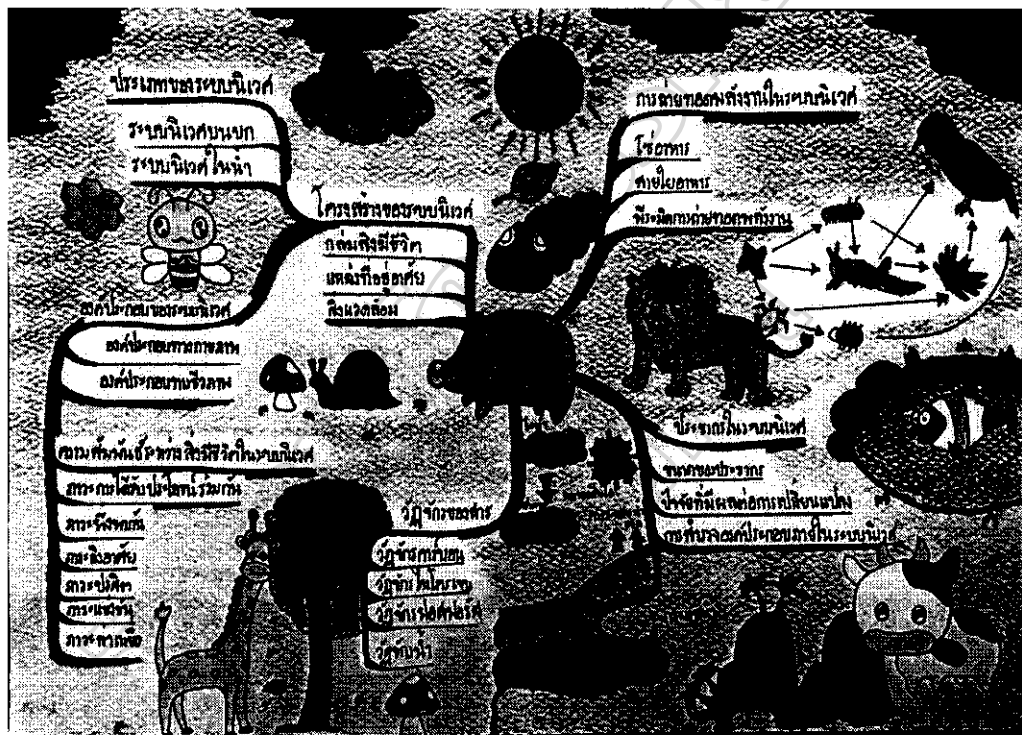 ประเภทของระบบนิเวศ
ระบบนิเวศบนบก
ระบบนิเวศในน้ำ
โครงสร้างของระบบนิเวศ
กลุ่มสิ่งมีชีวิต
แหล่งที่อยู่อาศัย
สิ่งแวดล้อม
องค์ประกอบของระบบนิเวศ
องค์ประกอบทางกายภาพ
องค์ประกอบทางชีวภาพ
ความสัมพันธ์ระหว่างสิ่งมีชีวิตในระบบนิเวศ
ภาวะการได้รับประโยชน์ร่วมกัน
ภาวะพึ่งพากัน
ภาวะอิงอาศัย
ภาวะปรสิต
ภาวะแข่งขัน
ภาวะล่าเหยื่อ
วัฏจักรของสาร
วัฏจักรคาร์บอน
วัฏจักรไนโตรเจน
วัฏจักรฟอสฟอรัส
วัฏจักรน้ำ
การถ่ายทอดพลังงานในระบบนิเวศ
โซ่อาหาร
สายใยอาหาร
พีระมิดการถ่ายทอดพลังงาน
ประชากรในระบบนิเวศ
ขนาดของประชากร
ปัจจัยที่มีผลต่อการเปลี่ยนแปลง
องค์ประกอบภายในระบบนิเวศ